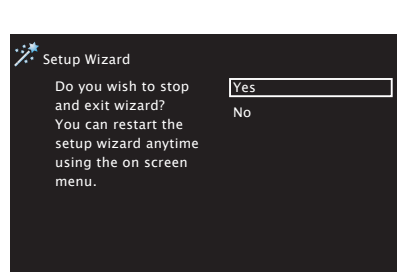 Setup Wizard
Do you wish to stop
and exit wizard?
You can restart the
setup wizard anytime
using the on screen
menu.
Yes
No